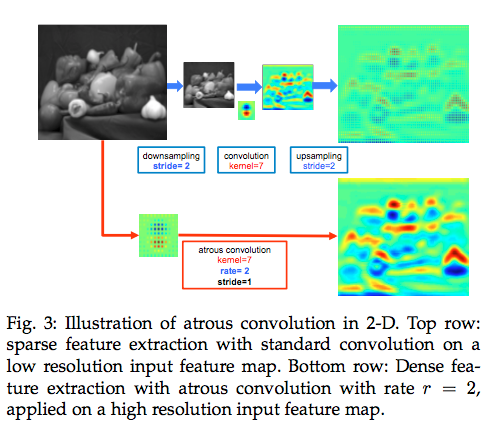 downsampling
stride= 2
convolution
kernel=7
upsampling
stride=2
atrous convolution
kernel=7
rate= 2
stride=1
Fig. 3: Illustration of atrous convolution in 2-D. Top row:
sparse feature extraction with standard convolution on a
low resolution input feature map. Bottom row: Dense fea-
ture extraction with atrous convolution with rate r = 2,
applied on a high resolution input feature map.